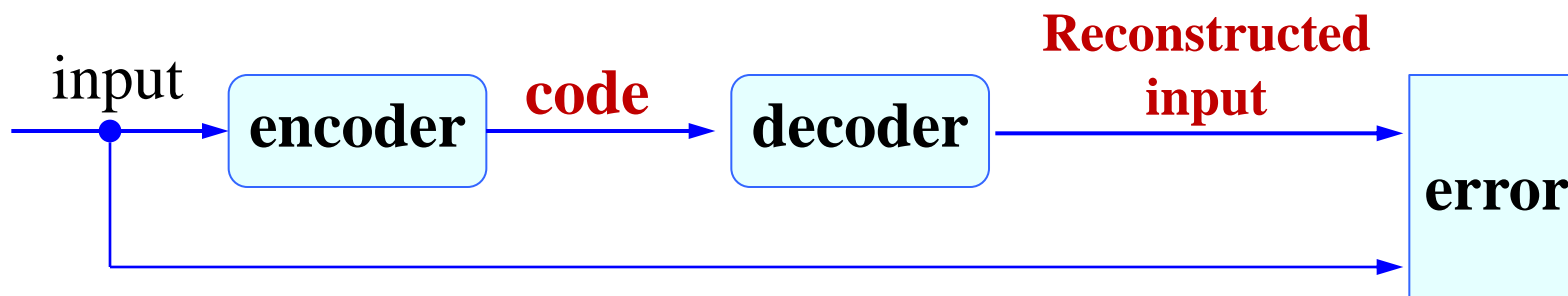 input
encoder
code
decoder
Reconstructed
input
error